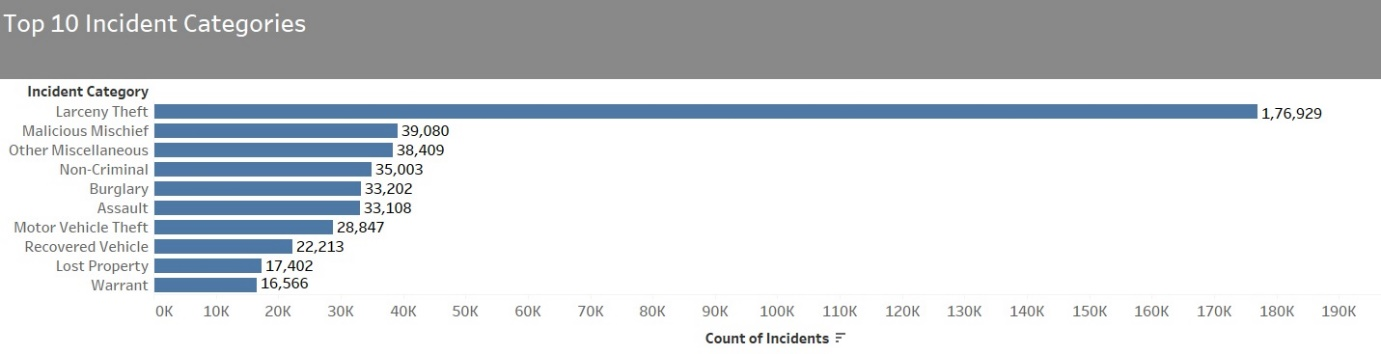 Top 10 Incident Categories
Incident Category
Larceny Theft 1,76,929
Malicious Mischief 39,080
Other Miscellaneous 38,409
Non-Criminal 35,003
Burglary 33,202
Assault 33,108
Motor Vehicle Theft 28,847
Recovered Vehicle 22,213
Lost Property 17,402
Warrant 16,566
0K 10K 20K 30K 40K 50K 60K 70K 80K 90K 100K 110K 120K 130K 140K 150K 160K 170K 180K 190K
Count of Incidents